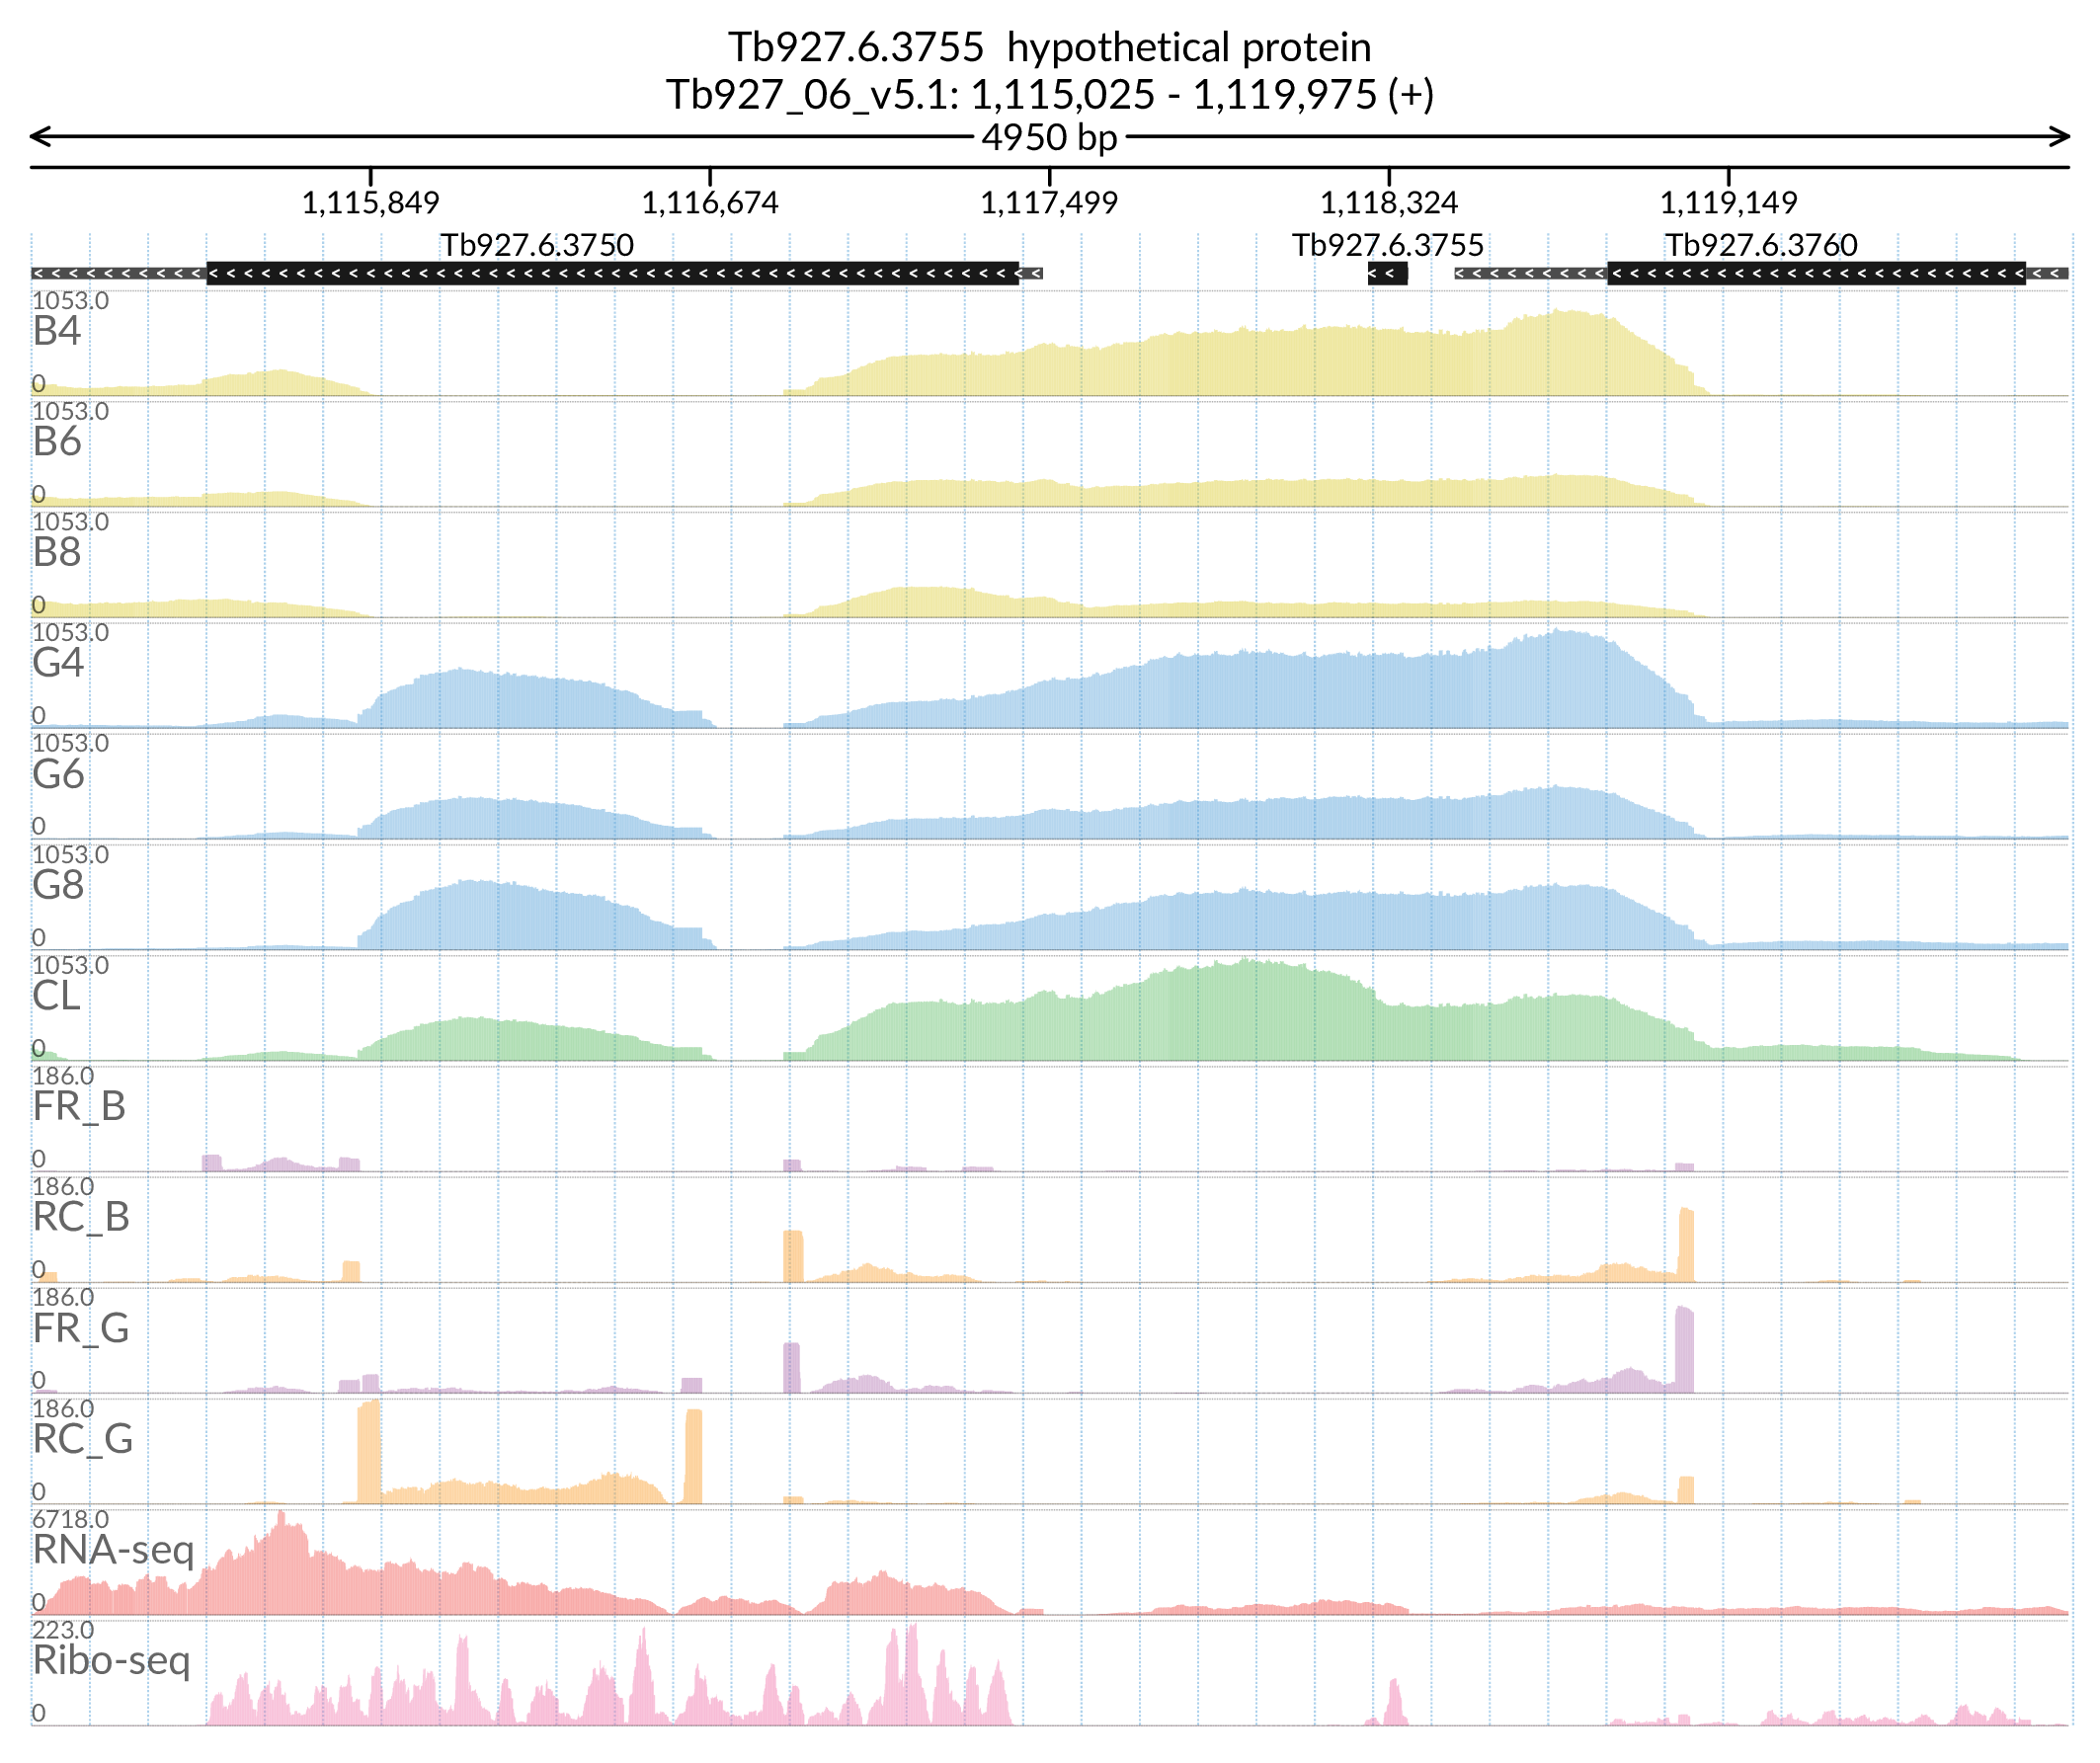 Tb927.6.3755  hypothetical protein
Tb927_06_v5.1: 1,115,025 - 1,119,975 (+)
4950 bp
1,115,849 1,116,674 1,117,499 1,118,324 1,119,149
Tb927.6.3750 Tb927.6.3755 Tb927.6.3760
1053.0
B4
0
1053.0
B6
0
1053.0
B8
0
1053.0
G4
0
1053.0
G6
0
1053.0
G8
0
1053.0
CL
0
186.0
FR_B
0
186.0
RC_B
0
186.0
FR_G
0
186.0
RC_G
0
6718.0
RNA-seq
0
223.0
Ribo-seq
0